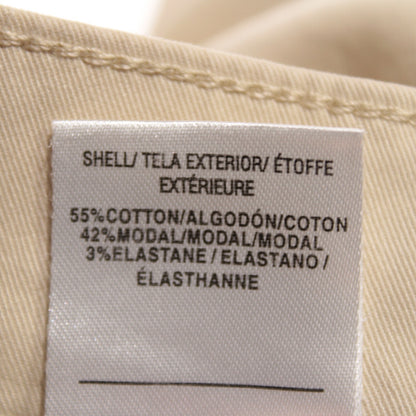 SHELL/ TELA EXTERIOR/ ÉTOFFE
EXTÉRIEURE
55%COTTON/ALGODÓN/COTON
42%MODAL/MODAL/MODAL
3%ELASTANE/ELASTANO/
ÉLASTHANNE